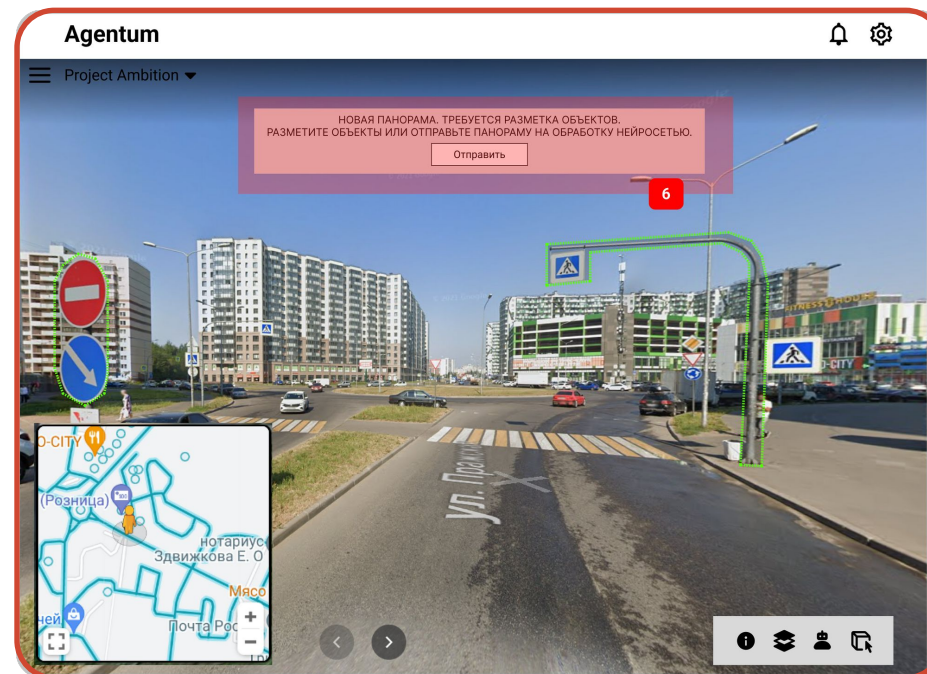 Agentum
Project Ambition
НОВАЯ ПАНОРАМА. ТРЕБУЕТСЯ РАЗМЕТКА ОБЪЕКТОВ.
РАЗМЕТИТЕ ОБЪЕКТЫ ИЛИ ОТПРАВЬТЕ ПАНОРАМУ НА ОБРАБОТКУ НЕЙРОСЕТЬЮ.
Отправить
6
FITNESS HOUSE
O-CITY
ул.
O-CITY
(Розница)
нотариус
Здвижкова Е. О
Мясо
Почта Рос
+
−